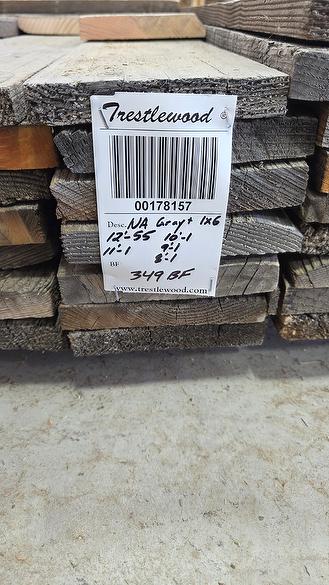 Trestlewood
00178157
Desc. NA Gray + 1x6
12'-55 10'-1
11'-1 9'-1
8'-1
BF 349 BF
www.trestlewood.com